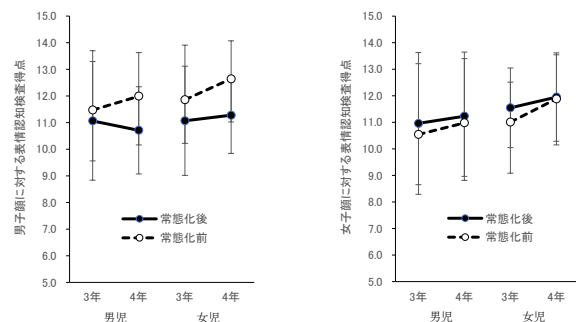 男子顔に対する表情認知検査得点
15.0
14.0
13.0
12.0
11.0
10.0
9.0
8.0
7.0
6.0
5.0
常態化後
常態化前
3年 4年 3年 4年
男児 女児
女子顔に対する表情認知検査得点
15.0
14.0
13.0
12.0
11.0
10.0
9.0
8.0
7.0
6.0
5.0
常態化後
常態化前
3年 4年 3年 4年
男児 女児